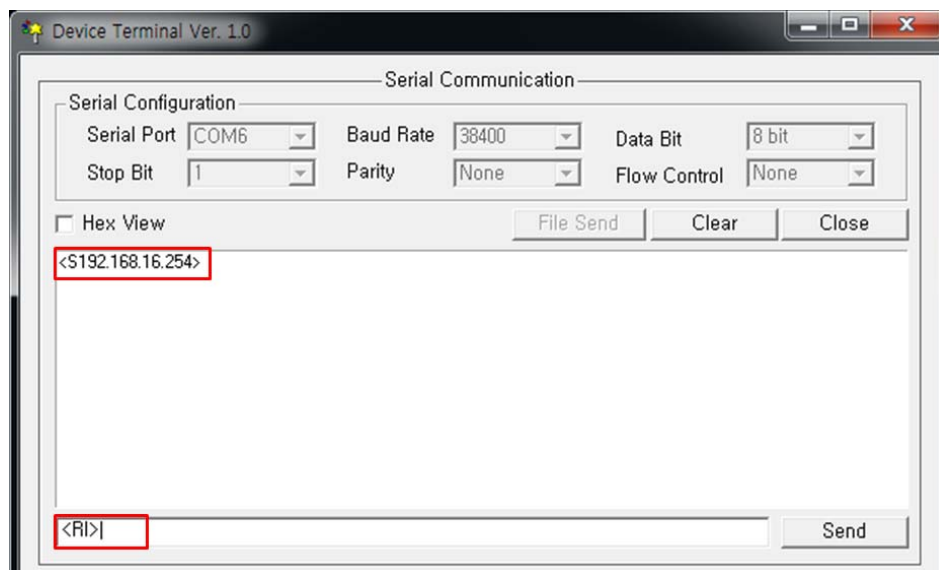 Device Terminal Ver. 1.0
Serial Communication
Serial Configuration
Serial Port COM6 Baud Rate 38400 Data Bit 8 bit
Stop Bit 1 Parity None Flow Control None
Hex View File Send Clear Close
<S192.168.16.254>
<RI> Send